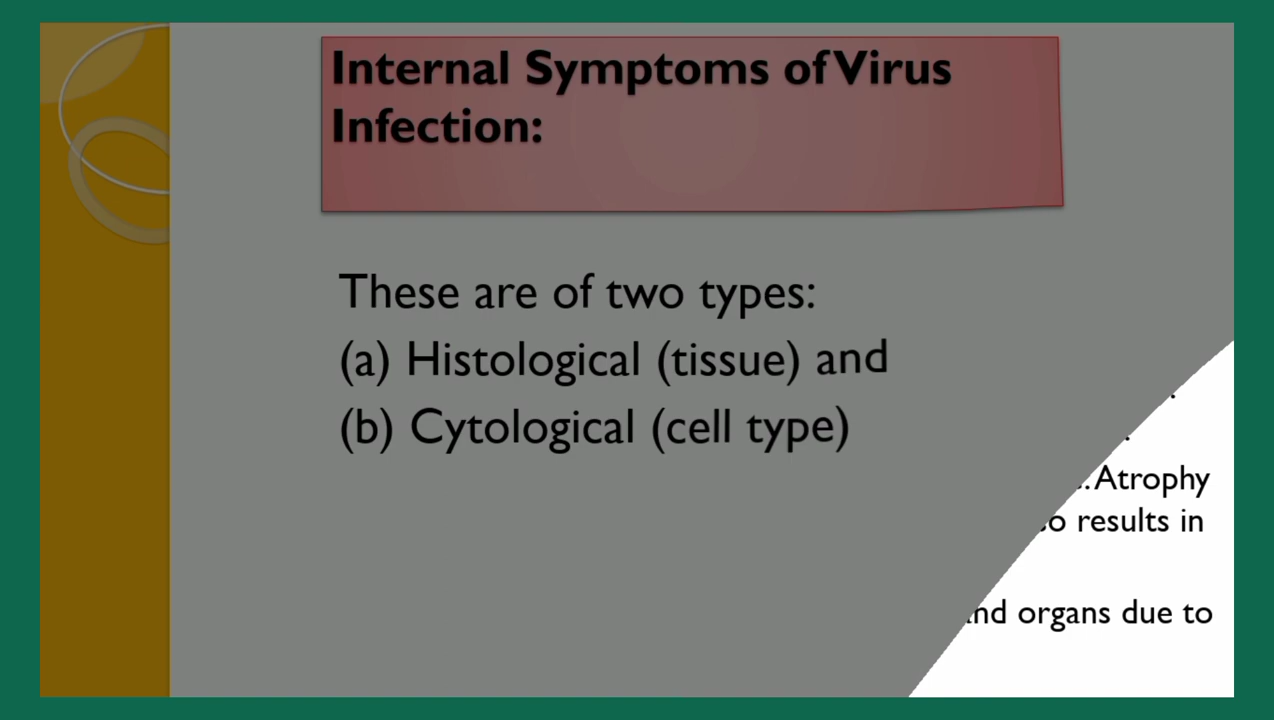 Internal Symptoms of Virus
Infection:
These are of two types:
(a) Histological (tissue) and
(b) Cytological (cell type)
Atrophy
results in
organs due to